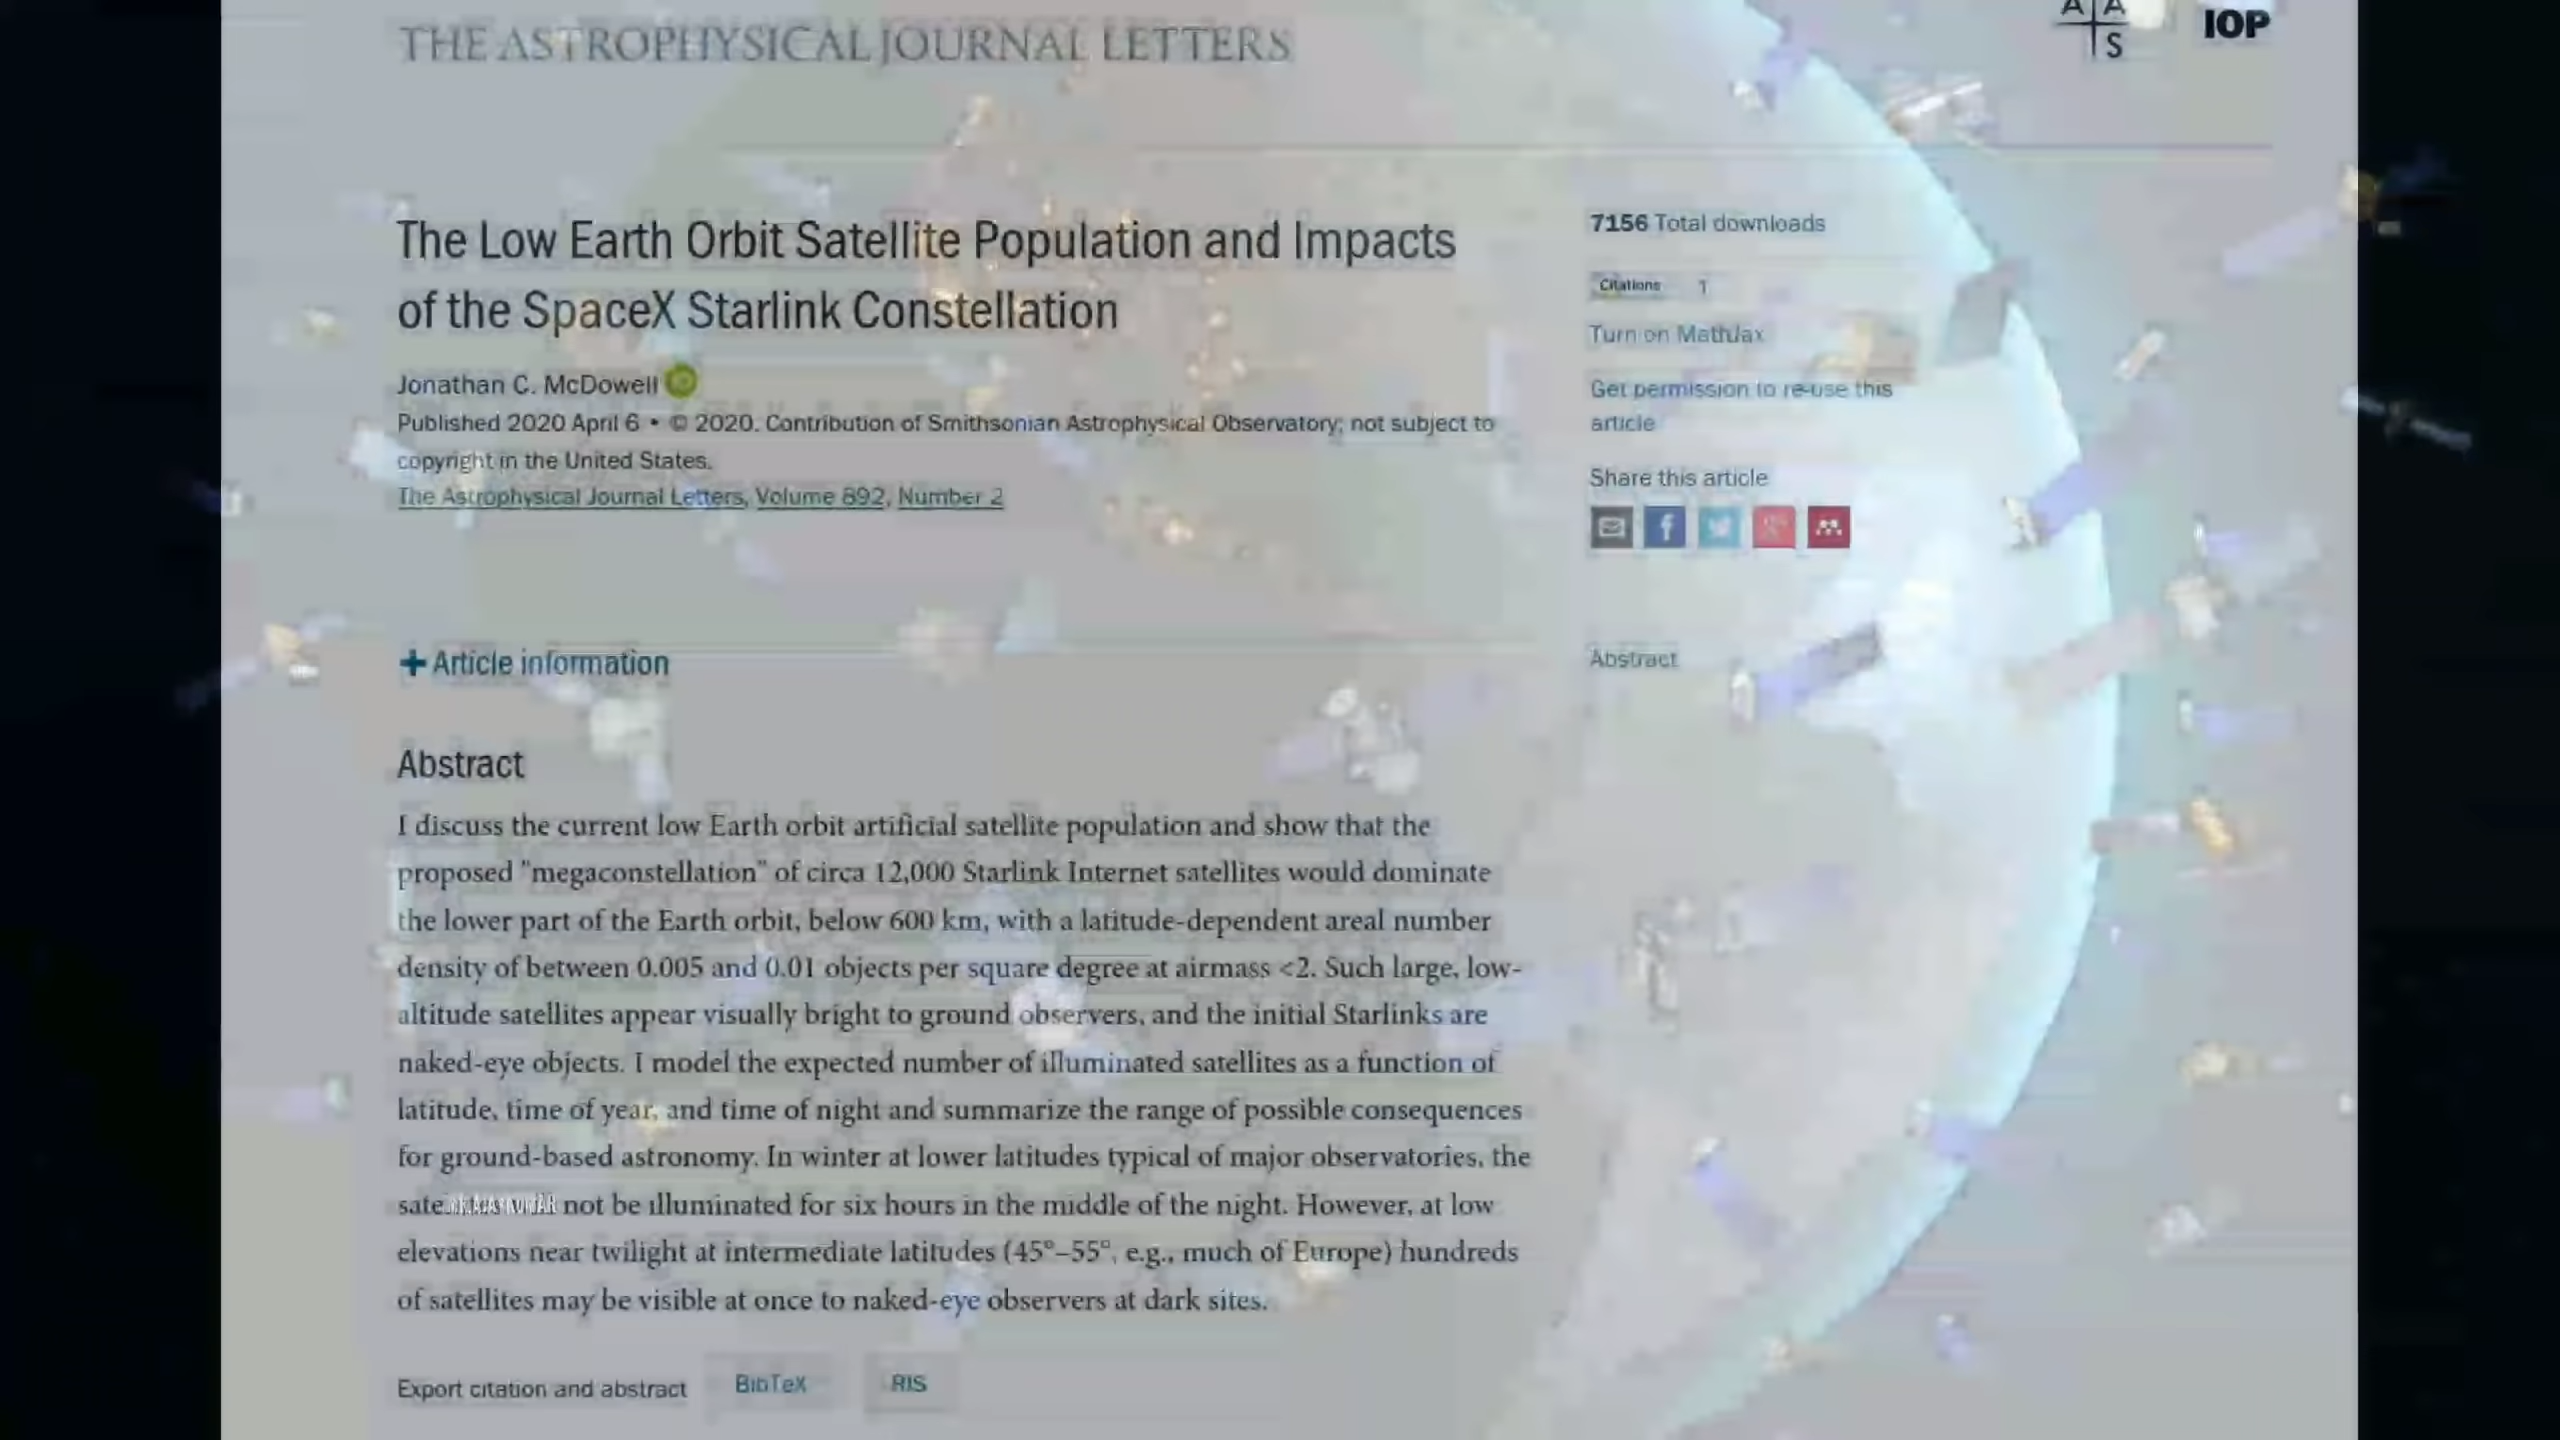 THE ASTROPHYSICAL JOURNAL LETTERS
A A
S
IOP
The Low Earth Orbit Satellite Population and Impacts
of the SpaceX Starlink Constellation
Jonathan C. McDowell
Published 2020 April 6 • © 2020. Contribution of Smithsonian Astrophysical Observatory; not subject to
copyright in the United States.
The Astrophysical Journal Letters, Volume 892, Number 2
7156 Total downloads
Citations 1
Turn on MathJax
Get permission to re-use this
article
Share this article
+ Article information
Abstract
Abstract
I discuss the current low Earth orbit artificial satellite population and show that the
proposed "megaconstellation" of circa 12,000 Starlink Internet satellites would dominate
the lower part of the Earth orbit, below 600 km, with a latitude-dependent areal number
density of between 0.005 and 0.01 objects per square degree at airmass <2. Such large, low-
altitude satellites appear visually bright to ground observers, and the initial Starlinks are
naked-eye objects. I model the expected number of illuminated satellites as a function of
latitude, time of year, and time of night and summarize the range of possible consequences
for ground-based astronomy. In winter at lower latitudes typical of major observatories, the
not be illuminated for six hours in the middle of the night. However, at low
elevations near twilight at intermediate latitudes (45°–55°, e.g., much of Europe) hundreds
of satellites may be visible at once to naked-eye observers at dark sites.
Export citation and abstract BibTeX RIS